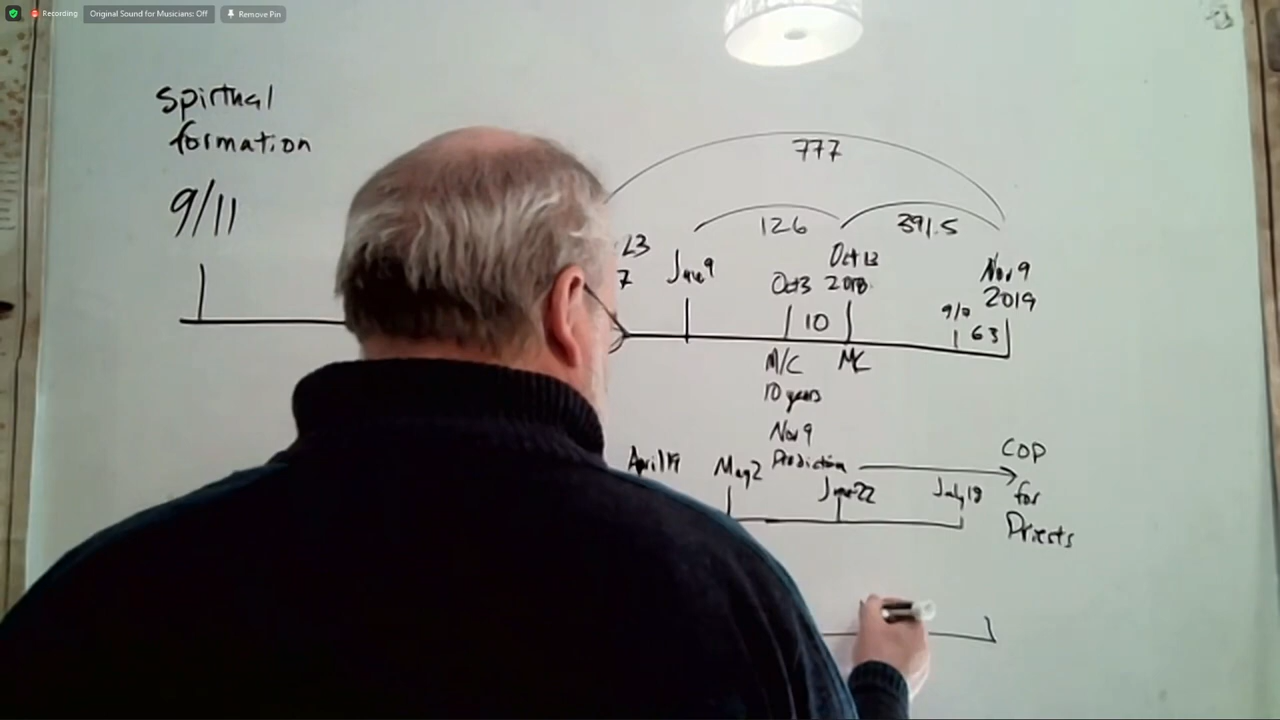 Recording
Original Sound for Musicians: Off
Remove Pin
Spiritual
formation
9/11
777
126
391.5
23
7
June 9
Oct 3
Oct 13
2018
Nov 9
2019
10
63
M/C
MC
10 years
Nov 9
Prediction
April 19
May 2
June 22
July 18
COP
for
Priests